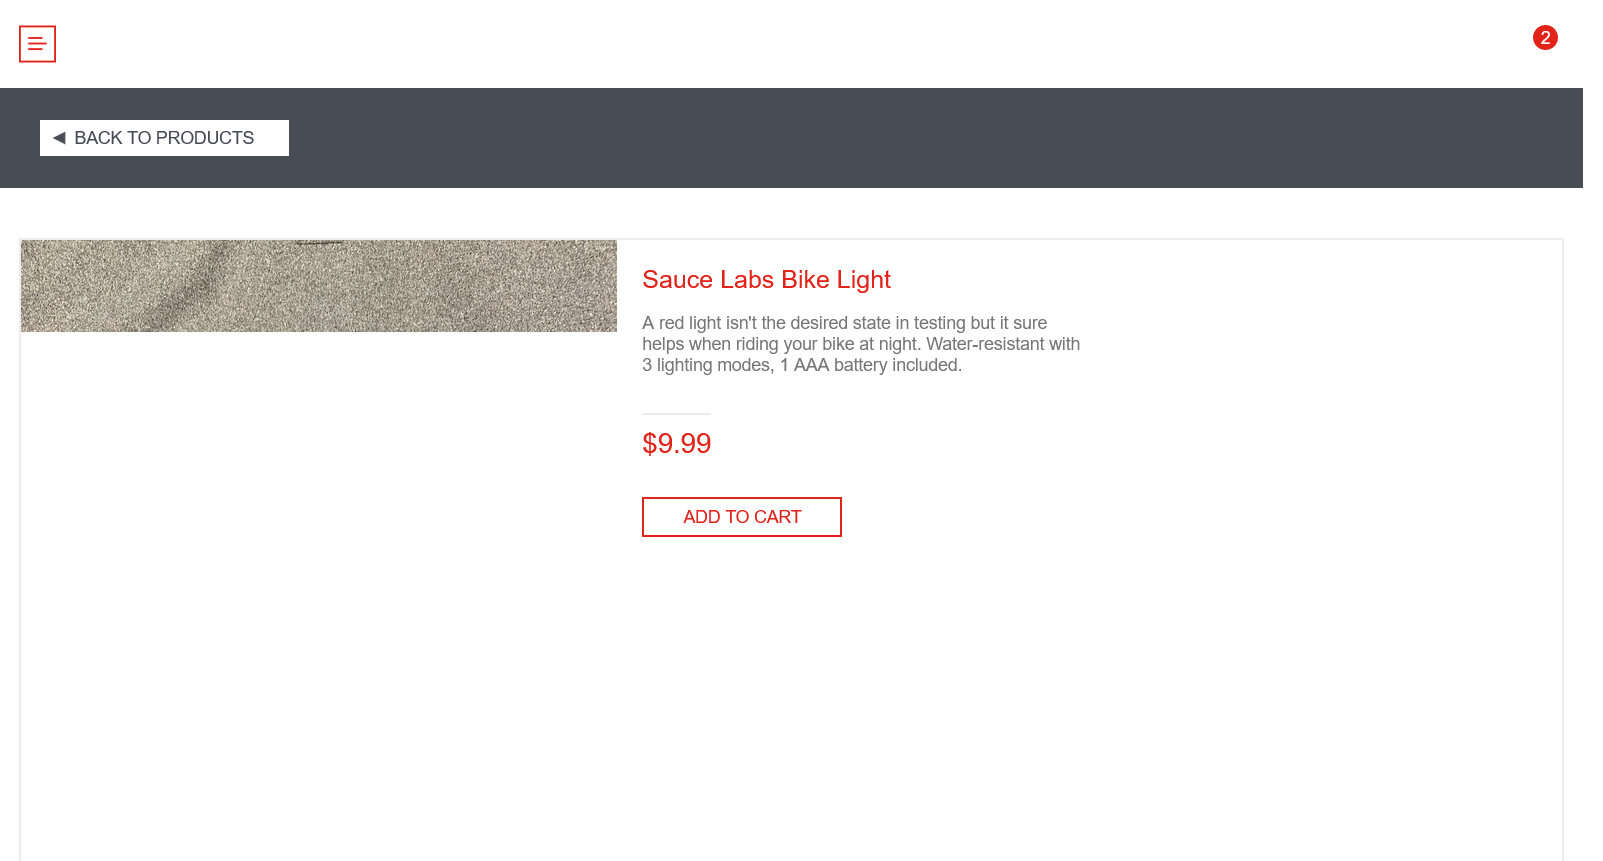 2
BACK TO PRODUCTS
Sauce Labs Bike Light
A red light isn't the desired state in testing but it sure
helps when riding your bike at night. Water-resistant with
3 lighting modes, 1 AAA battery included.
$9.99
ADD TO CART